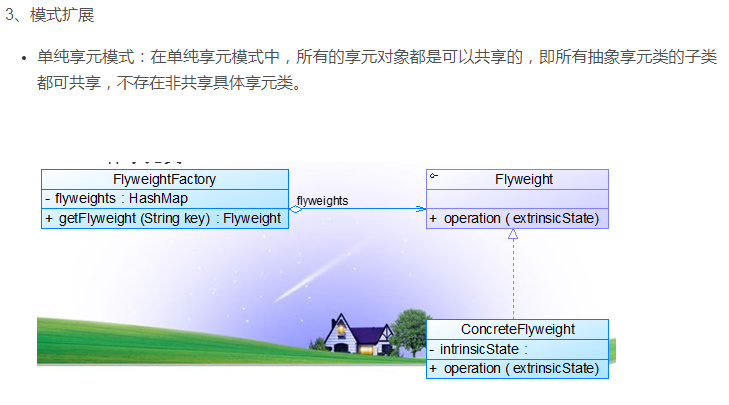 3、模式扩展
单纯享元模式：在单纯享元模式中，所有的享元对象都是可以共享的，即所有抽象享元类的子类
都可共享，不存在非共享具体享元类。
FlyweightFactory
- flyweights : HashMap
+ getFlyweight (String key) : Flyweight
flyweights
Flyweight
+ operation ( extrinsicState)
ConcreteFlyweight
- intrinsicState :
+ operation ( extrinsicState)